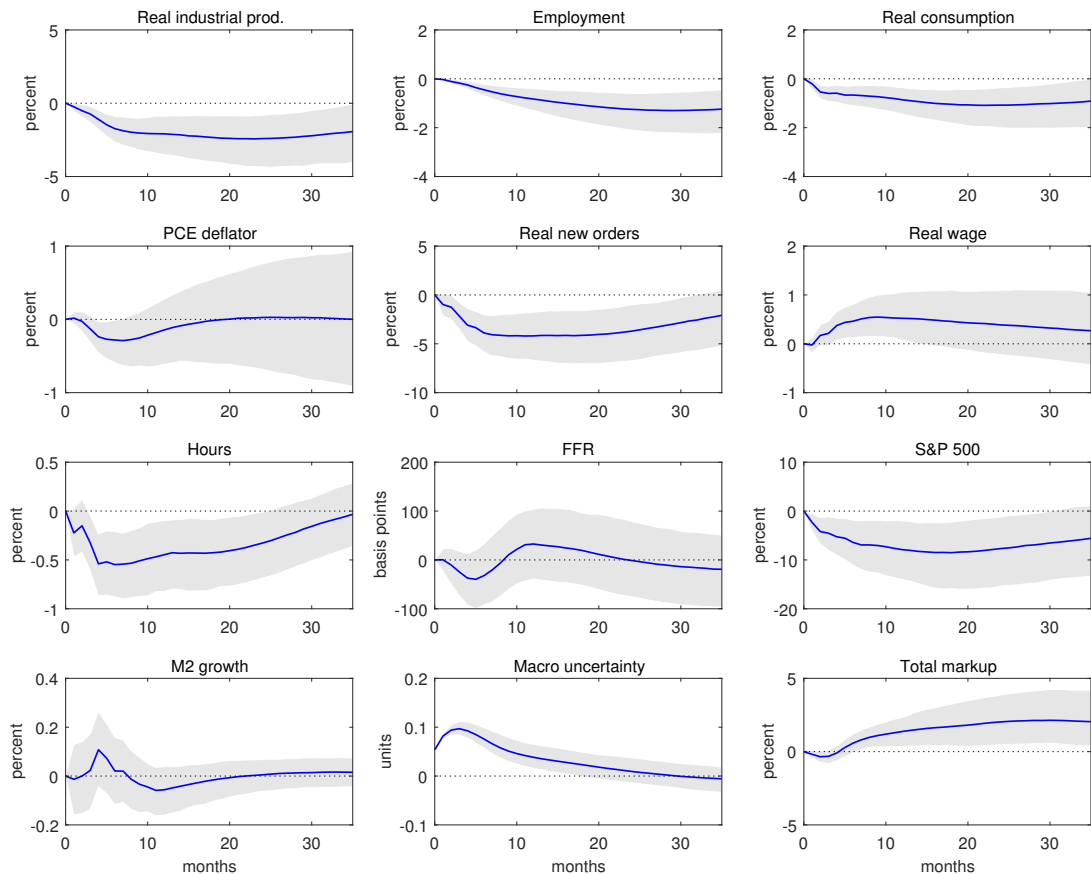 Real industrial prod.
percent
5
0
-5
0 10 20 30
Employment
percent
2
0
-2
-4
0 10 20 30
Real consumption
percent
2
0
-2
-4
0 10 20 30
PCE deflator
percent
1
0
-1
0 10 20 30
Real new orders
percent
5
0
-5
-10
0 10 20 30
Real wage
percent
2
1
0
-1
0 10 20 30
Hours
percent
0.5
0
-0.5
-1
0 10 20 30
FFR
basis points
200
100
0
-100
0 10 20 30
S&P 500
percent
10
0
-10
-20
0 10 20 30
M2 growth
percent
0.4
0.2
0
-0.2
0 10 20 30
months
Macro uncertainty
units
0.2
0.1
0
-0.1
0 10 20 30
months
Total markup
percent
5
0
-5
0 10 20 30
months